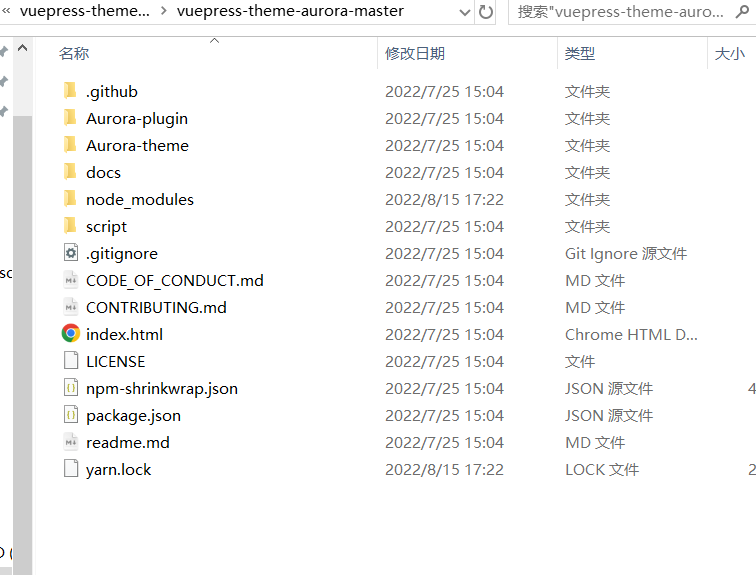 « vuepress-theme... > vuepress-theme-aurora-master 搜索"vuepress-theme-auro...
名称 修改日期 类型 大小
.github 2022/7/25 15:04 文件夹
Aurora-plugin 2022/7/25 15:04 文件夹
Aurora-theme 2022/7/25 15:04 文件夹
docs 2022/7/25 15:04 文件夹
node_modules 2022/8/15 17:22 文件夹
script 2022/7/25 15:04 文件夹
.gitignore 2022/7/25 15:04 Git Ignore 源文件
CODE_OF_CONDUCT.md 2022/7/25 15:04 MD 文件
CONTRIBUTING.md 2022/7/25 15:04 MD 文件
index.html 2022/7/25 15:04 Chrome HTML D...
LICENSE 2022/7/25 15:04 文件
npm-shrinkwrap.json 2022/7/25 15:04 JSON 源文件 4
package.json 2022/7/25 15:04 JSON 源文件
readme.md 2022/7/25 15:04 MD 文件
yarn.lock 2022/8/15 17:22 LOCK 文件 2